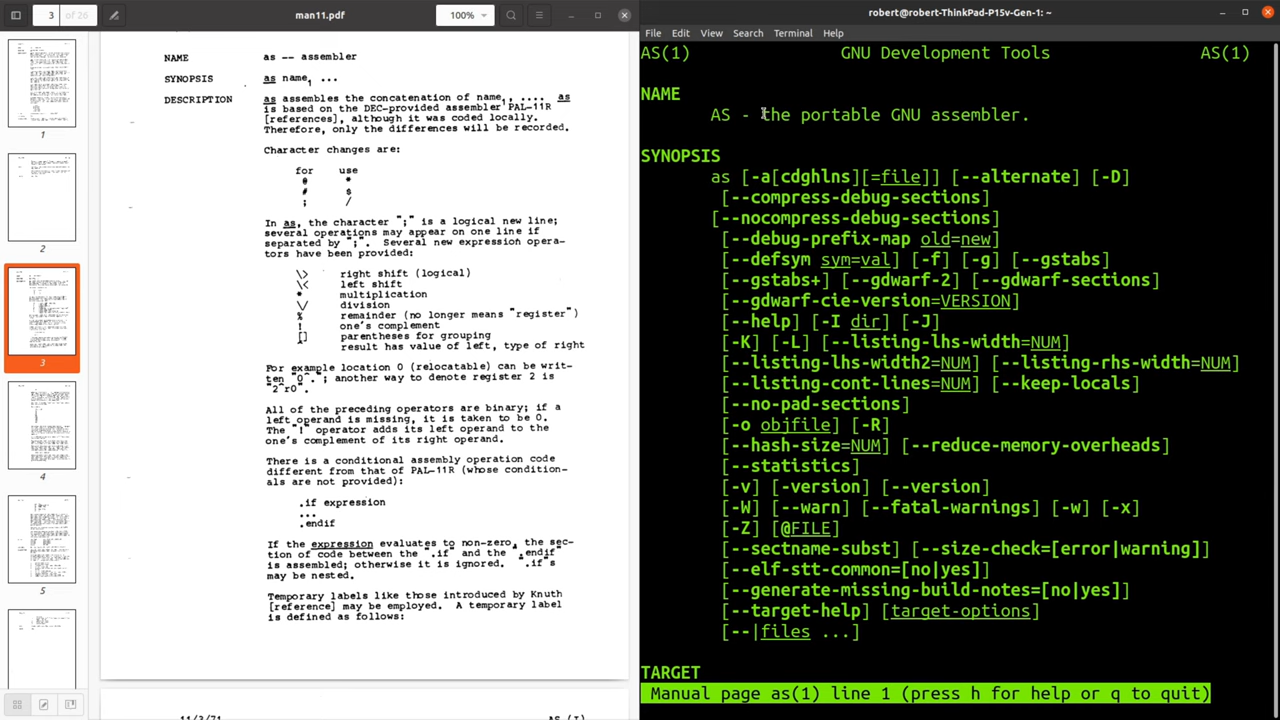 3 of 26
man11.pdf
100%
1
2
3
4
5
NAME as -- assembler
SYNOPSIS as name1 ...
DESCRIPTION as assembles the concatenation of name1, .... as
is based on the DEC-provided assembler PAL-11R
[references], although it was coded locally.
Therefore, only the differences will be recorded.
Character changes are:
for use
@ *
# $
; /
In as, the character ";" is a logical new line;
several operations may appear on one line if
separated by ";". Several new expression opera-
tors have been provided:
\> right shift (logical)
\< left shift
* multiplication
\/ division
% remainder (no longer means "register")
! one's complement
[] parentheses for grouping
^ result has value of left, type of right
For example location 0 (relocatable) can be writ-
ten "0^."; another way to denote register 2 is
"2^r0".
All of the preceding operators are binary; if a
left operand is missing, it is taken to be 0.
The "!" operator adds its left operand to the
one's complement of its right operand.
There is a conditional assembly operation code
different from that of PAL-11R (whose condition-
als are not provided):
.if expression
...
.endif
If the expression evaluates to non-zero, the sec-
tion of code between the ".if" and the ".endif"
is assembled; otherwise it is ignored. ".if"s
may be nested.
Temporary labels like those introduced by Knuth
[reference] may be employed. A temporary label
is defined as follows:
11/3/71 AS (I)
robert@robert-ThinkPad-P15v-Gen-1: ~
File Edit View Search Terminal Help
AS(1) GNU Development Tools AS(1)
NAME
AS - the portable GNU assembler.
SYNOPSIS
as [-a[cdghlns][=file]] [--alternate] [-D]
[--compress-debug-sections]
[--nocompress-debug-sections]
[--debug-prefix-map old=new]
[--defsym sym=val] [-f] [-g] [--gstabs]
[--gstabs+] [--gdwarf-2] [--gdwarf-sections]
[--gdwarf-cie-version=VERSION]
[--help] [-I dir] [-J]
[-K] [-L] [--listing-lhs-width=NUM]
[--listing-lhs-width2=NUM] [--listing-rhs-width=NUM]
[--listing-cont-lines=NUM] [--keep-locals]
[--no-pad-sections]
[-o objfile] [-R]
[--hash-size=NUM] [--reduce-memory-overheads]
[--statistics]
[-v] [-version] [--version]
[-W] [--warn] [--fatal-warnings] [-w] [-x]
[-Z] [@FILE]
[--sectname-subst] [--size-check=[error|warning]]
[--elf-stt-common=[no|yes]]
[--generate-missing-build-notes=[no|yes]]
[--target-help] [target-options]
[--|files ...]
TARGET
Manual page as(1) line 1 (press h for help or q to quit)